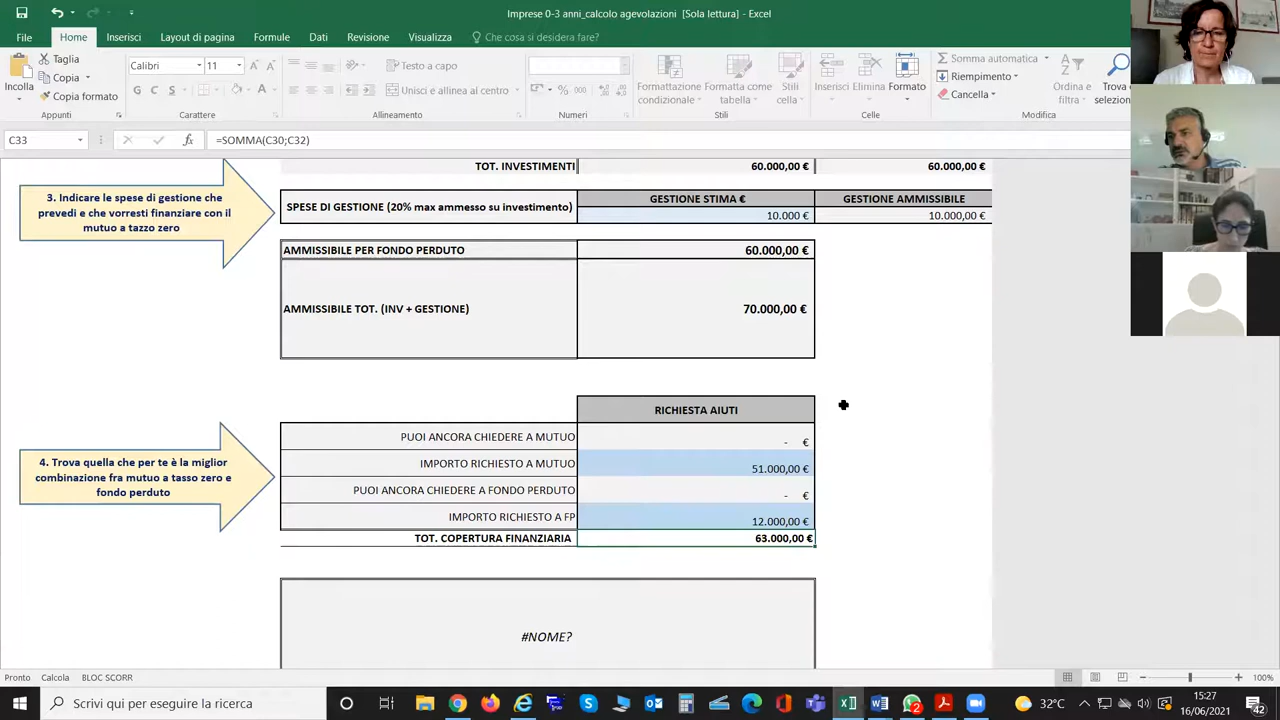 Imprese 0-3 anni_calcolo agevolazioni [Sola lettura] - Excel
File Home Inserisci Layout di pagina Formule Dati Revisione Visualizza Che cosa si desidera fare?
Incolla
Taglia
Copia
Copia formato
Appunti
Calibri 11
G C S
Carattere
Testo a capo
Unisci e allinea al centro
Allineamento
Numeri
Formattazione condizionale
Formatta come tabella
Stili cella
Stili
Inserisci Elimina Formato
Celle
Somma automatica
Riempimento
Cancella
Ordina e filtra
Trova e selezion
Modifica
C33 fx =SOMMA(C30;C32)
TOT. INVESTIMENTI 60.000,00 € 60.000,00 €
3. Indicare le spese di gestione che
prevedi e che vorresti finanziare con il
mutuo a tazzo zero
SPESE DI GESTIONE (20% max ammesso su investimento)
GESTIONE STIMA € GESTIONE AMMISSIBILE
10.000 € 10.000,00 €
AMMISSIBILE PER FONDO PERDUTO 60.000,00 €
AMMISSIBILE TOT. (INV + GESTIONE) 70.000,00 €
RICHIESTA AIUTI
4. Trova quella che per te è la miglior
combinazione fra mutuo a tasso zero e
fondo perduto
PUOI ANCORA CHIEDERE A MUTUO - €
IMPORTO RICHIESTO A MUTUO 51.000,00 €
PUOI ANCORA CHIEDERE A FONDO PERDUTO - €
IMPORTO RICHIESTO A FP 12.000,00 €
TOT. COPERTURA FINANZIARIA 63.000,00 €
#NOME?
Pronto Calcola BLOC SCORR 100%
Scrivi qui per eseguire la ricerca
2
32°C
15:27
16/06/2021
42